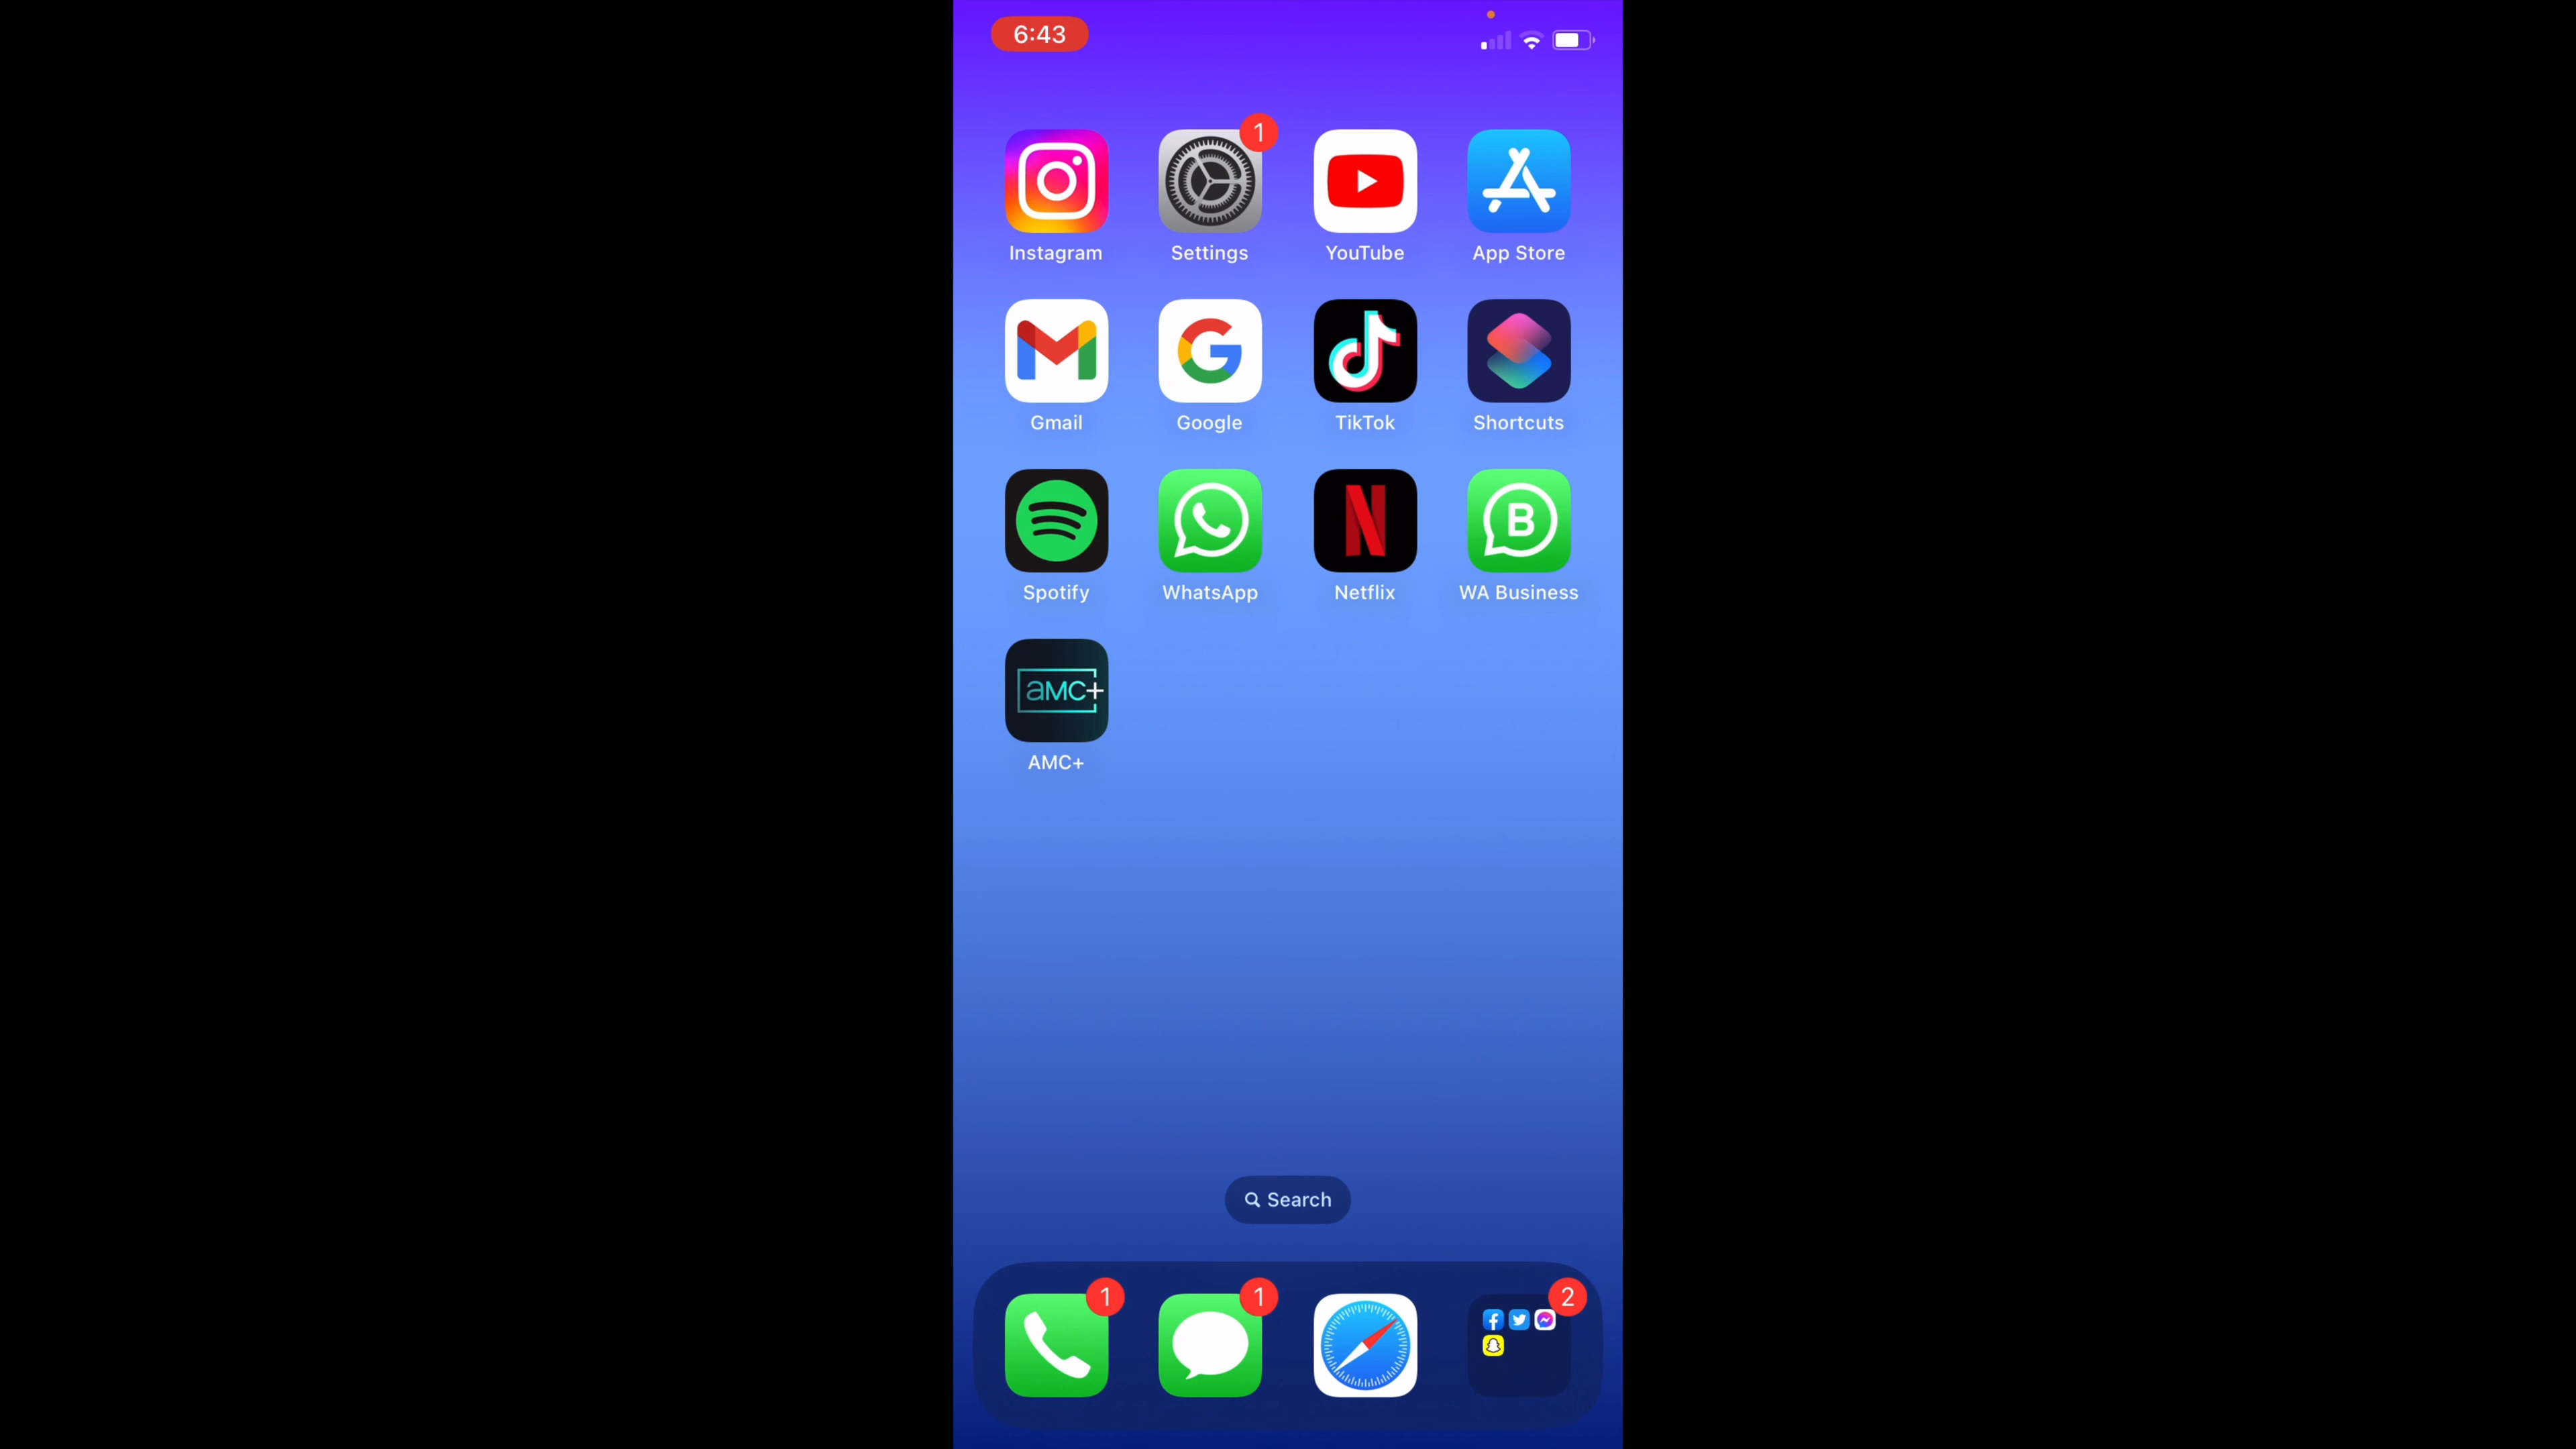 6:43
1
Instagram Settings YouTube App Store
Gmail Google TikTok Shortcuts
B
Spotify WhatsApp Netflix WA Business
aMC+
AMC+
Search
1 1 2